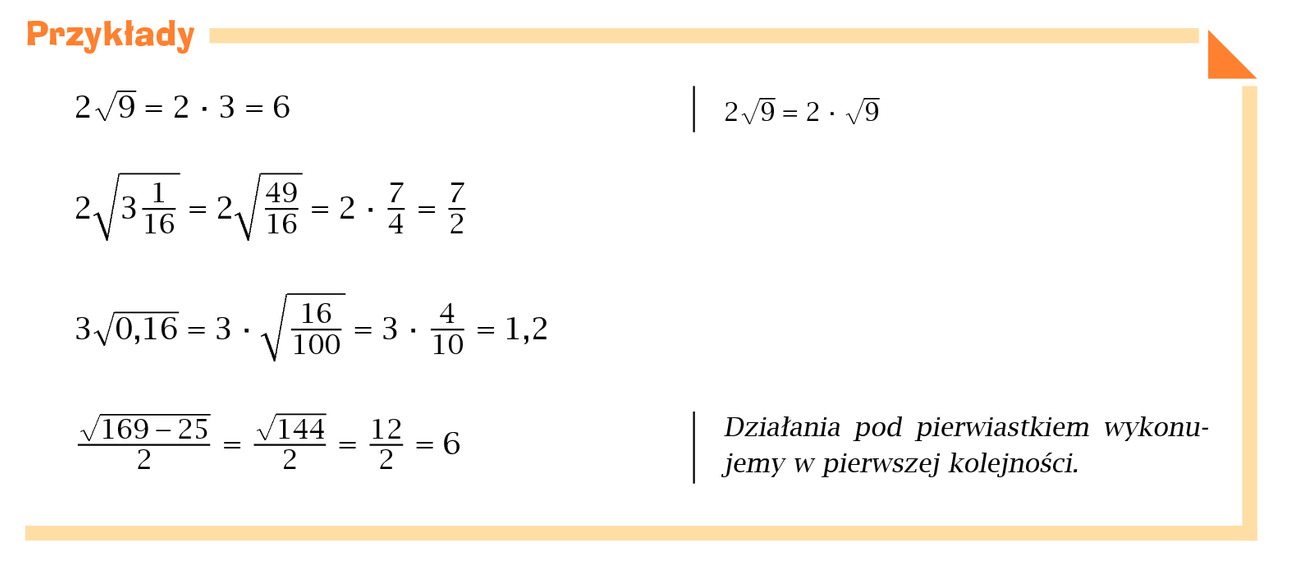 Przykłady
2√9 = 2 · 3 = 6
2√9 = 2 · √9
2√(3 1/16) = 2√(49/16) = 2 · 7/4 = 7/2
3√0,16 = 3 · √(16/100) = 3 · 4/10 = 1,2
√(169 – 25)/2 = √144/2 = 12/2 = 6
Działania pod pierwiastkiem wykonu-
jemy w pierwszej kolejności.